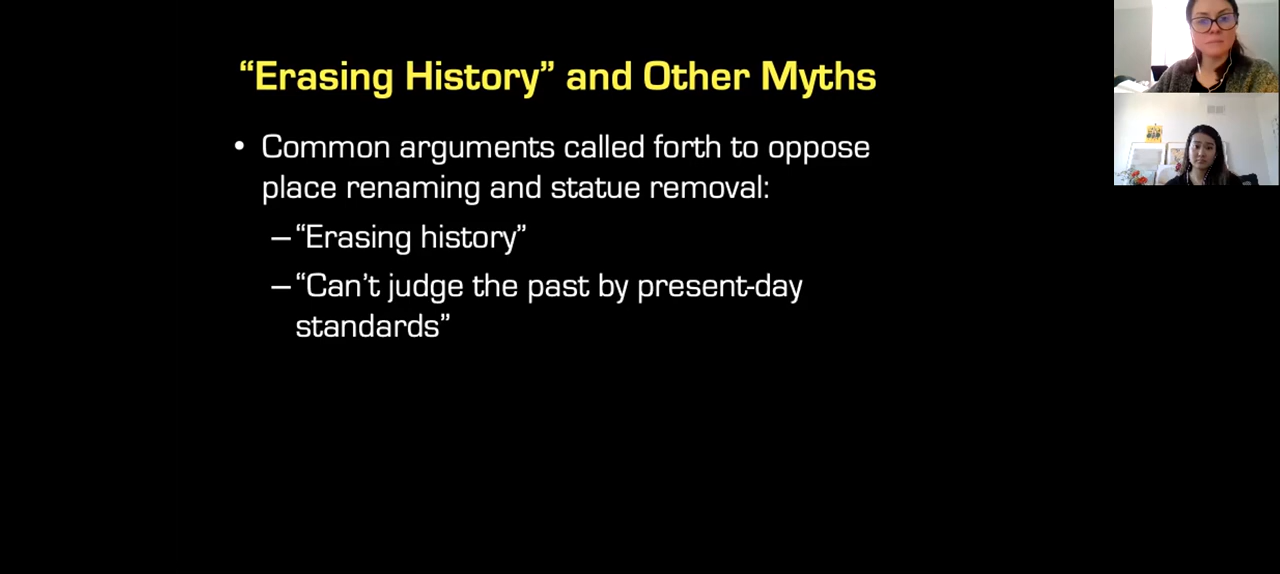 “Erasing History” and Other Myths
• Common arguments called forth to oppose
place renaming and statue removal:
– “Erasing history”
– “Can’t judge the past by present-day
standards”